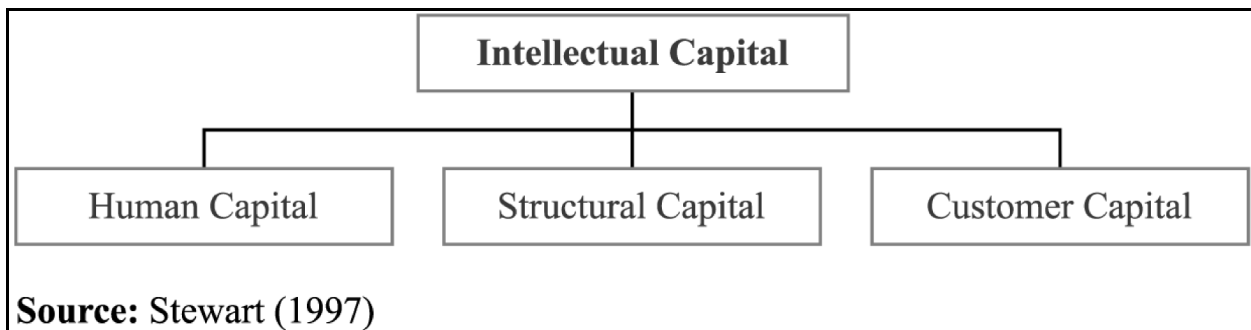 Intellectual Capital
Human Capital
Structural Capital
Customer Capital
Source: Stewart (1997)